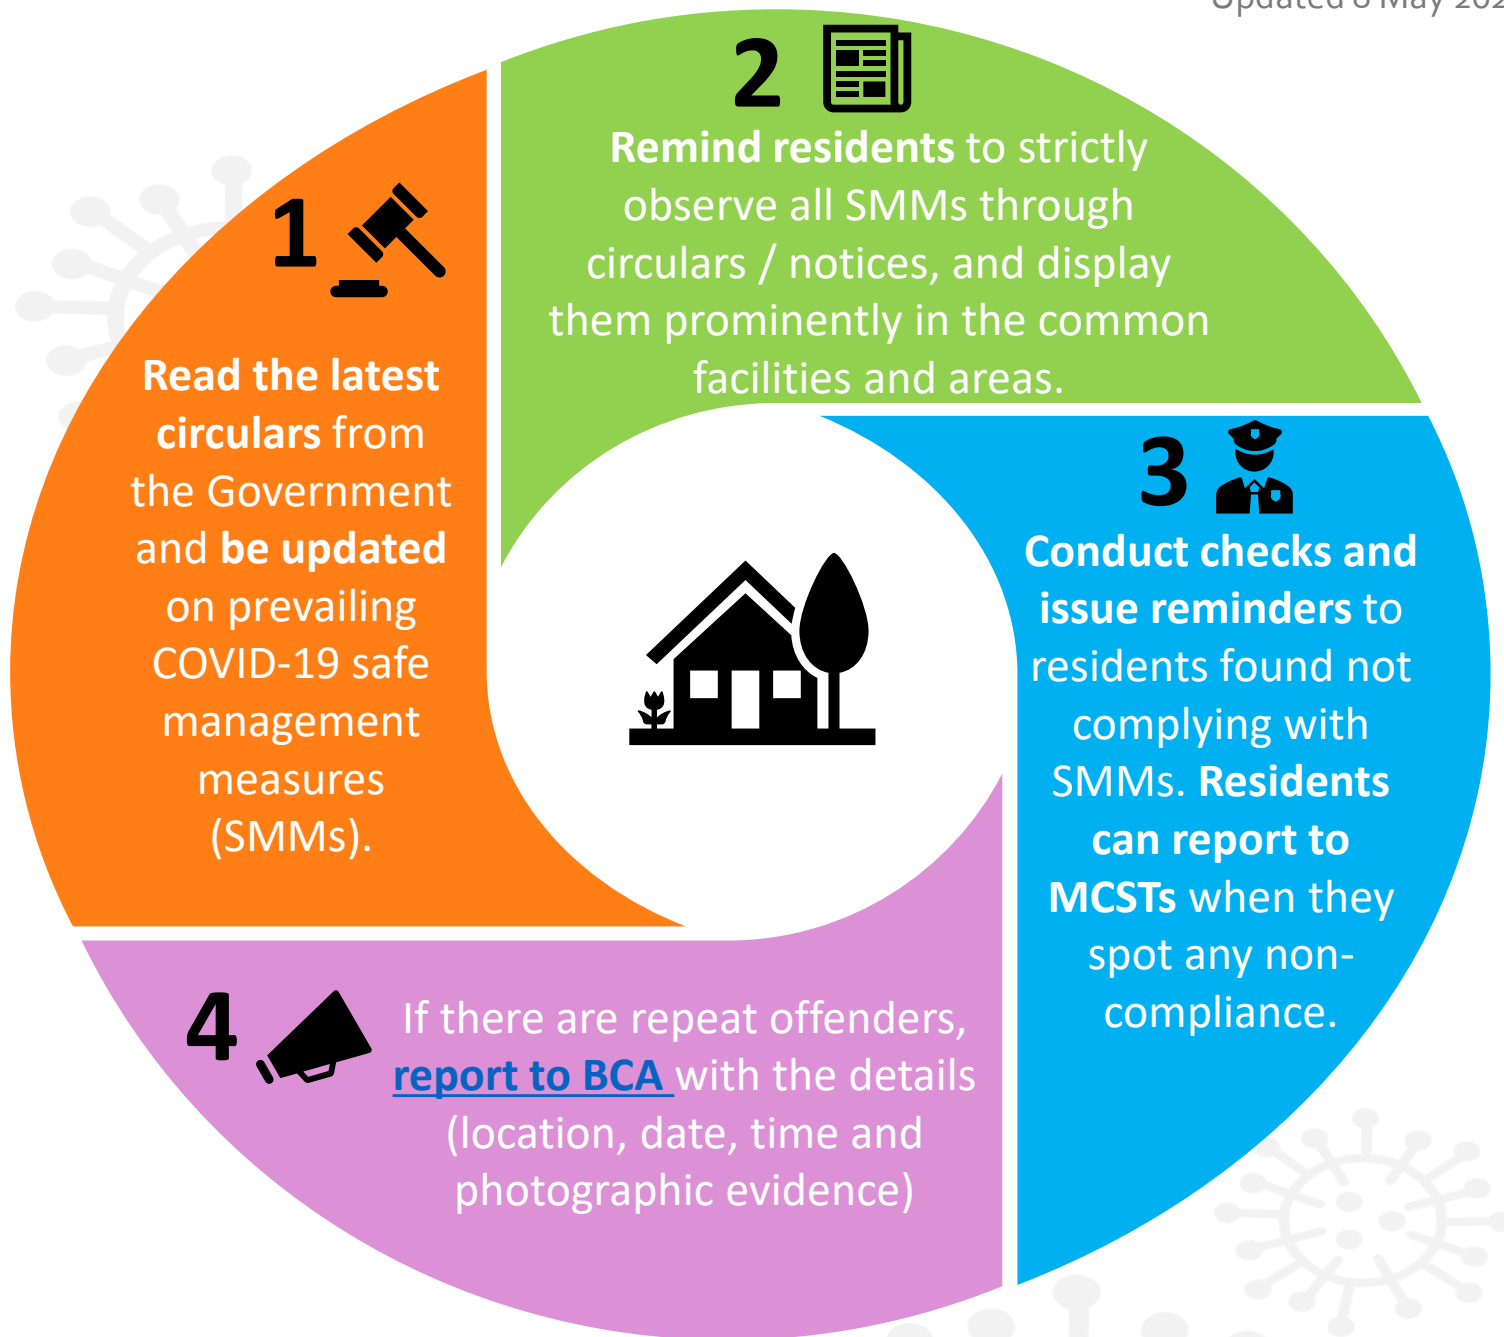 Updated 8 May 202
1
Read the latest
circulars from
the Government
and be updated
on prevailing
COVID-19 safe
management
measures
(SMMs).
2
Remind residents to strictly
observe all SMMs through
circulars / notices, and display
them prominently in the common
facilities and areas.
3
Conduct checks and
issue reminders to
residents found not
complying with
SMMs. Residents
can report to
MCSTs when they
spot any non-
compliance.
4
If there are repeat offenders,
report to BCA with the details
(location, date, time and
photographic evidence)